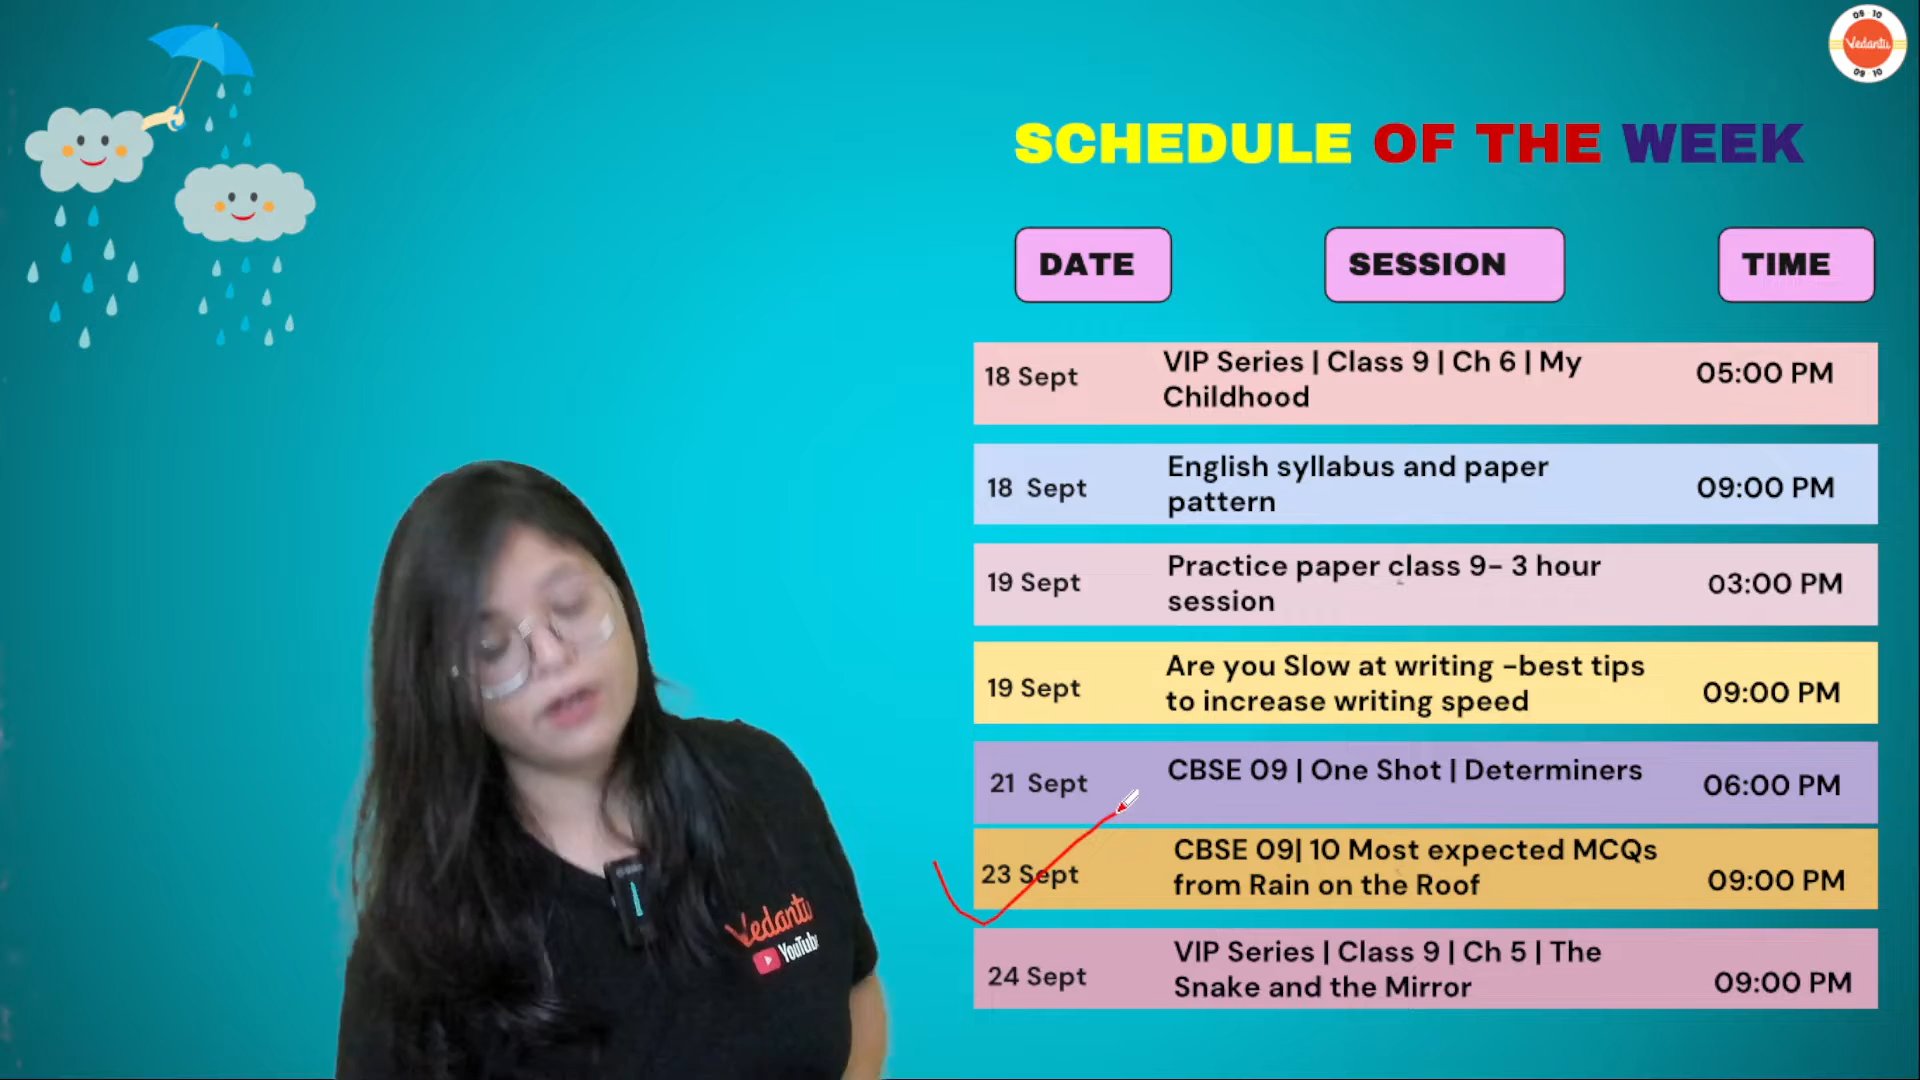 09 10
Vedantu
09 10
SCHEDULE OF THE WEEK
DATE
SESSION
TIME
18 Sept
VIP Series | Class 9 | Ch 6 | My
Childhood
05:00 PM
18 Sept
English syllabus and paper
pattern
09:00 PM
19 Sept
Practice paper class 9- 3 hour
session
03:00 PM
19 Sept
Are you Slow at writing -best tips
to increase writing speed
09:00 PM
21 Sept
CBSE 09 | One Shot | Determiners
06:00 PM
23 Sept
CBSE 09| 10 Most expected MCQs
from Rain on the Roof
09:00 PM
24 Sept
VIP Series | Class 9 | Ch 5 | The
Snake and the Mirror
09:00 PM
Vedantu
YouTube